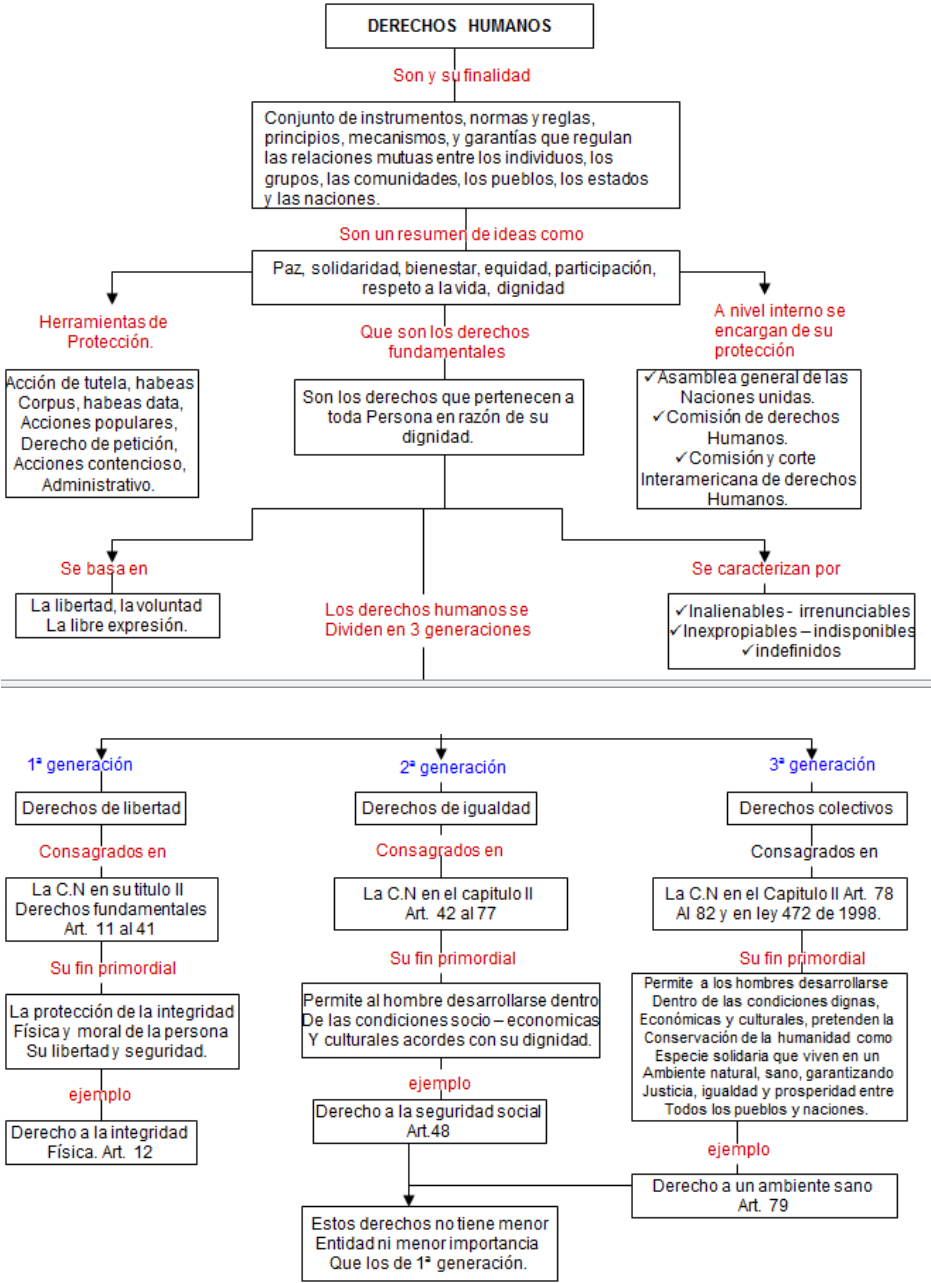 DERECHOS HUMANOS
Son y su finalidad
Conjunto de instrumentos, normas y reglas,
principios, mecanismos, y garantías que regulan
las relaciones mutuas entre los individuos, los
grupos, las comunidades, los pueblos, los estados
y las naciones.
Son un resumen de ideas como
Paz, solidaridad, bienestar, equidad, participación,
respeto a la vida, dignidad
Herramientas de
Protección.
Acción de tutela, habeas
Corpus, habeas data,
Acciones populares,
Derecho de petición,
Acciones contencioso,
Administrativo.
Que son los derechos
fundamentales
Son los derechos que pertenecen a
toda Persona en razón de su
dignidad.
A nivel interno se
encargan de su
protección
✓Asamblea general de las
Naciones unidas.
✓Comisión de derechos
Humanos.
✓Comisión y corte
Interamericana de derechos
Humanos.
Se basa en
La libertad, la voluntad
La libre expresión.
Los derechos humanos se
Dividen en 3 generaciones
Se caracterizan por
✓Inalienables - irrenunciables
✓Inexpropiables – indisponibles
✓indefinidos
1ª generación
Derechos de libertad
Consagrados en
La C.N en su titulo II
Derechos fundamentales
Art. 11 al 41
Su fin primordial
La protección de la integridad
Física y moral de la persona
Su libertad y seguridad.
ejemplo
Derecho a la integridad
Física. Art. 12
2ª generación
Derechos de igualdad
Consagrados en
La C.N en el capitulo II
Art. 42 al 77
Su fin primordial
Permite al hombre desarrollarse dentro
De las condiciones socio – economicas
Y culturales acordes con su dignidad.
ejemplo
Derecho a la seguridad social
Art.48
3ª generación
Derechos colectivos
Consagrados en
La C.N en el Capitulo II Art. 78
Al 82 y en ley 472 de 1998.
Su fin primordial
Permite a los hombres desarrollarse
Dentro de las condiciones dignas,
Económicas y culturales, pretenden la
Conservación de la humanidad como
Especie solidaria que viven en un
Ambiente natural, sano, garantizando
Justicia, igualdad y prosperidad entre
Todos los pueblos y naciones.
ejemplo
Derecho a un ambiente sano
Art. 79
Estos derechos no tiene menor
Entidad ni menor importancia
Que los de 1ª generación.